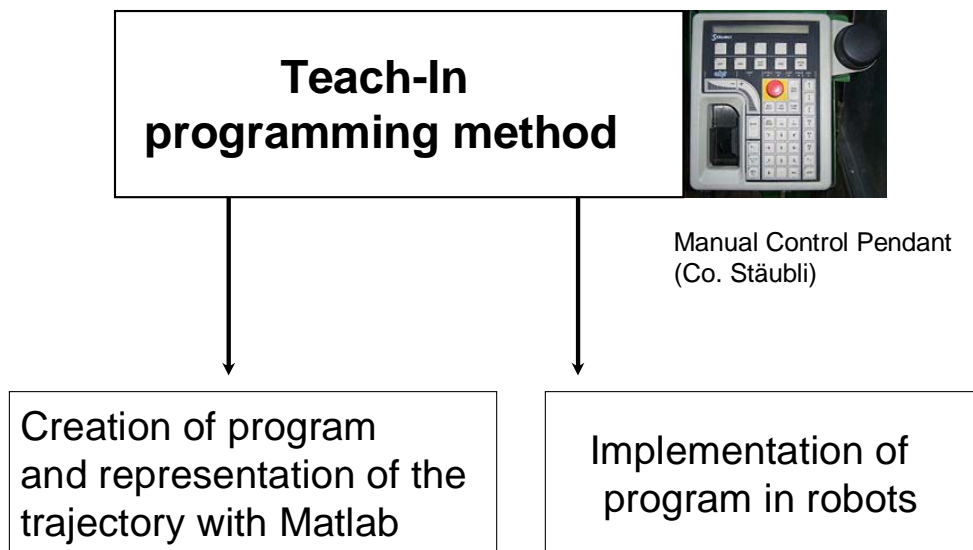 Teach-In
programming method
STÄUBLI
Manual Control Pendant
(Co. Stäubli)
Creation of program
and representation of the
trajectory with Matlab
Implementation of
program in robots